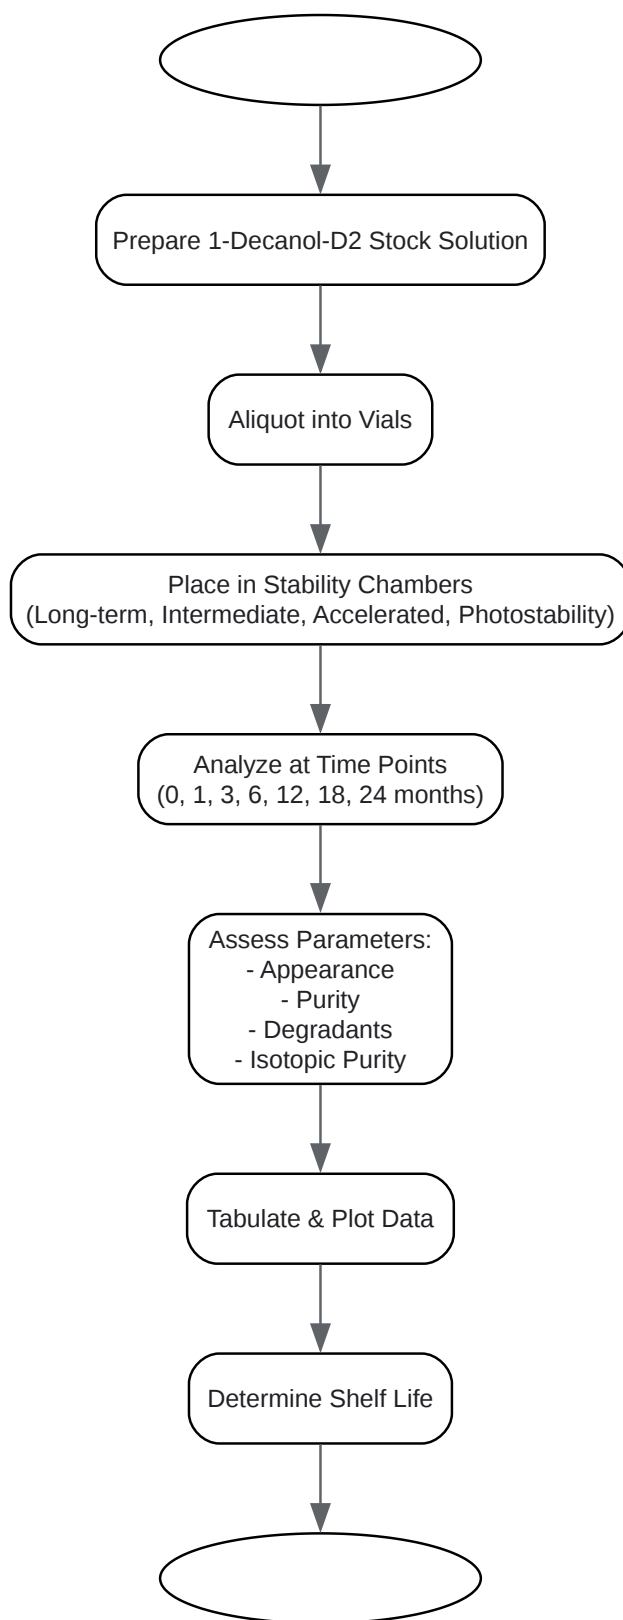 Prepare 1-Decanol-D2 Stock Solution
Aliquot into Vials
Place in Stability Chambers
(Long-term, Intermediate, Accelerated, Photostability)
Analyze at Time Points
(0, 1, 3, 6, 12, 18, 24 months)
Assess Parameters:
- Appearance
- Purity
- Degradants
- Isotopic Purity
Tabulate & Plot Data
Determine Shelf Life